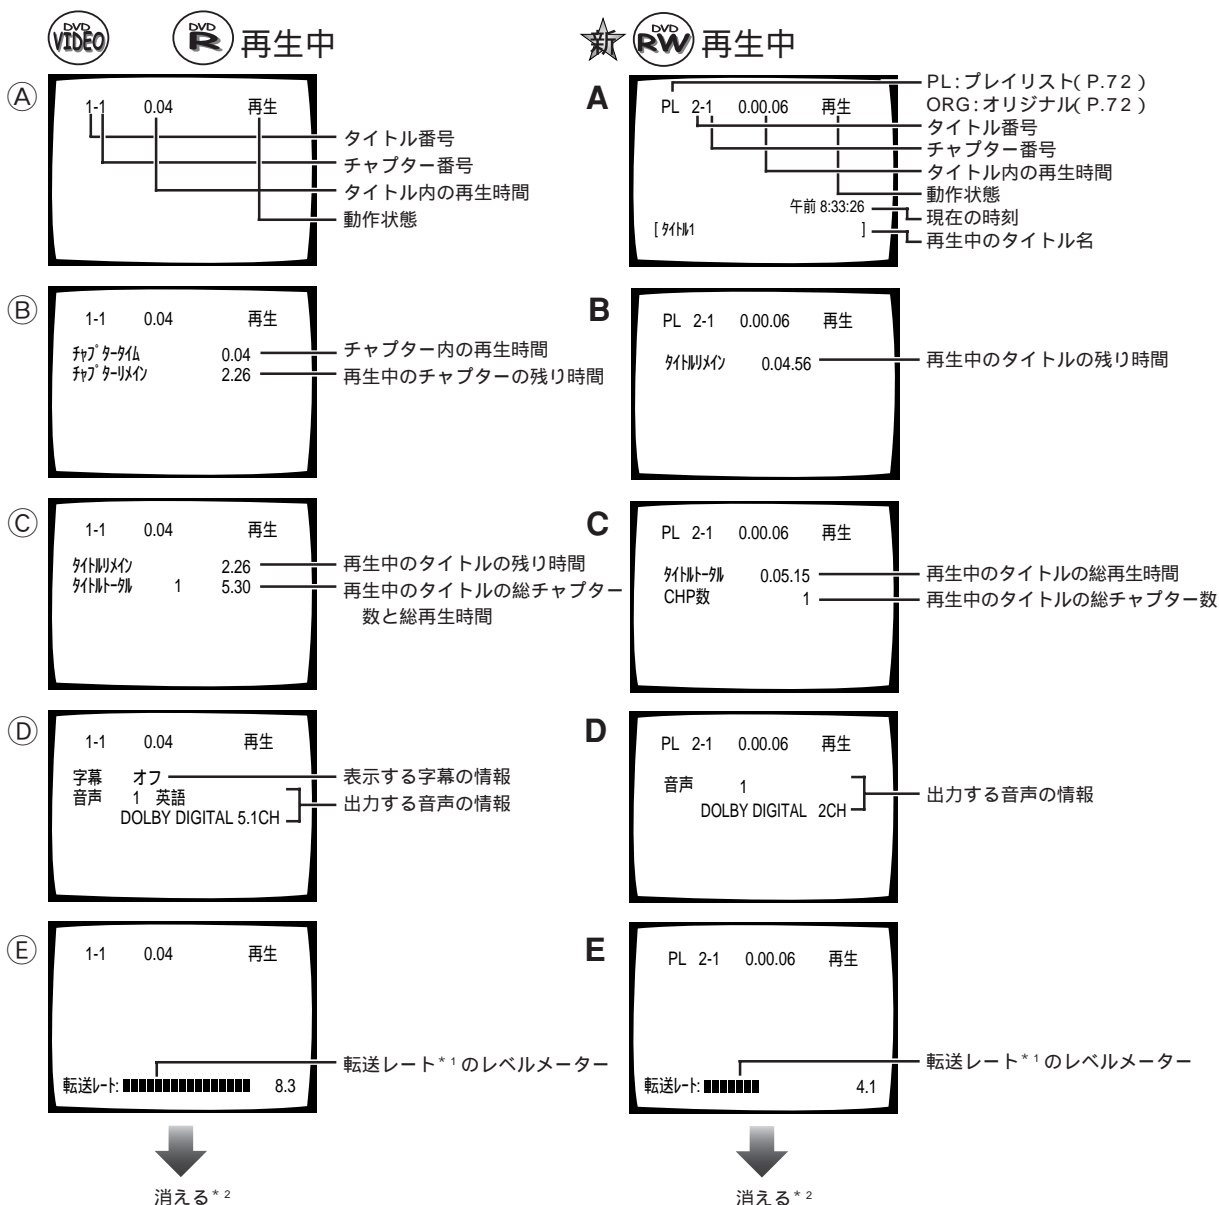 DVD VIDEO DVD R 再生中
Ⓐ
1-1 0.04 再生
タイトル番号
チャプター番号
タイトル内の再生時間
動作状態
Ⓑ
1-1 0.04 再生
チャプタータイム 0.04
チャプターリメイン 2.26
チャプター内の再生時間
再生中のチャプターの残り時間
Ⓒ
1-1 0.04 再生
タイトルリメイン 2.26
タイトルトータル 1 5.30
再生中のタイトルの残り時間
再生中のタイトルの総チャプター
数と総再生時間
Ⓓ
1-1 0.04 再生
字幕 オフ
音声 1 英語
DOLBY DIGITAL 5.1CH
表示する字幕の情報
出力する音声の情報
Ⓔ
1-1 0.04 再生
転送レート: 8.3
転送レート*1のレベルメーター
消える*2
新 DVD RW 再生中
A
PL 2-1 0.00.06 再生
午前 8:33:26
[ タイトル1 ]
PL:プレイリスト( P.72 )
ORG:オリジナル( P.72 )
タイトル番号
チャプター番号
タイトル内の再生時間
動作状態
現在の時刻
再生中のタイトル名
B
PL 2-1 0.00.06 再生
タイトルリメイン 0.04.56
再生中のタイトルの残り時間
C
PL 2-1 0.00.06 再生
タイトルトータル 0.05.15
CHP数 1
再生中のタイトルの総再生時間
再生中のタイトルの総チャプター数
D
PL 2-1 0.00.06 再生
音声 1
DOLBY DIGITAL 2CH
出力する音声の情報
E
PL 2-1 0.00.06 再生
転送レート: 4.1
転送レート*1のレベルメーター
消える*2